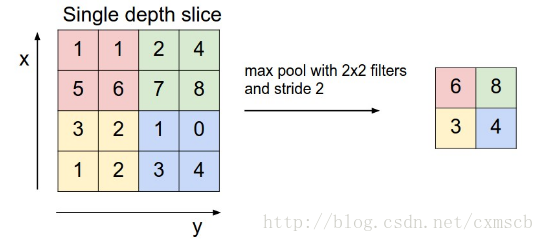 Single depth slice
x
1 1 2 4
5 6 7 8
3 2 1 0
1 2 3 4
y
max pool with 2x2 filters
and stride 2
6 8
3 4
http://blog.csdn.net/cxmscb